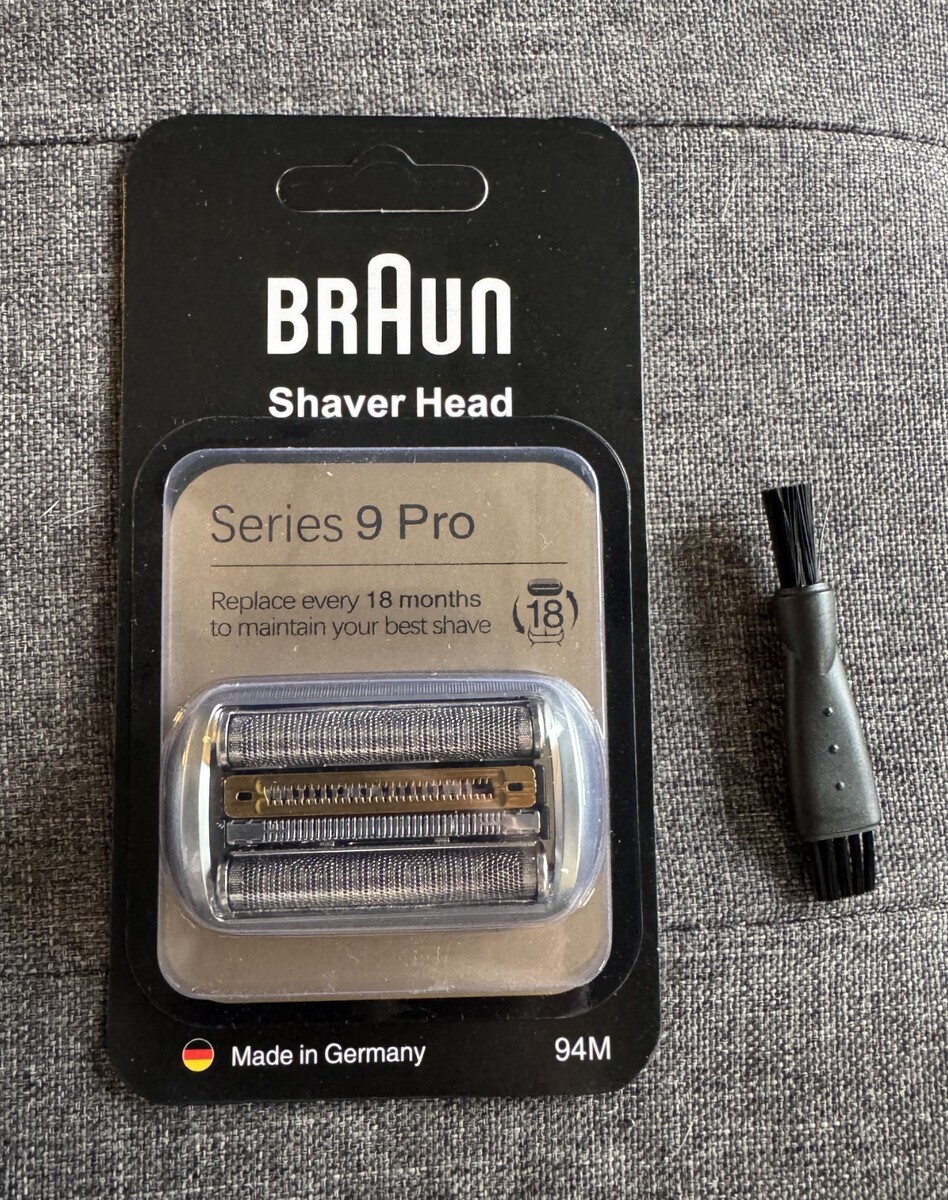 BRAUN
Shaver Head
Series 9 Pro
Replace every 18 months
to maintain your best shave
18
Made in Germany
94M